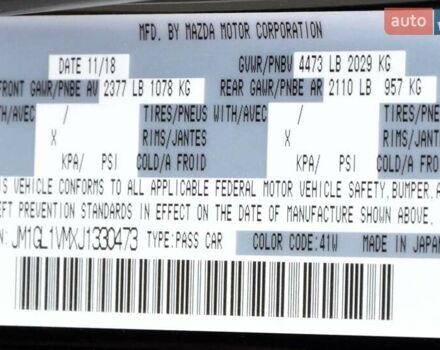 auto
MFD. BY MAZDA MOTOR CORPORATION
DATE 11/18 GVWR/PNBV 4473 LB 2029 KG
FRONT GAWR/PNBE AV 2377 LB 1078 KG REAR GAWR/PNBE AR 2110 LB 957 KG
WITH/AVEC / TIRES/PNEUS WITH/AVEC / TIRES/PNEUS
X RIMS/JANTES X RIMS/JANTES
KPA/ PSI COLD/A FROID KPA/ PSI COLD/A FROID
IS VEHICLE CONFORMS TO ALL APPLICABLE FEDERAL MOTOR VEHICLE SAFETY, BUMPER, A
EFT PREVENTION STANDARDS IN EFFECT ON THE DATE OF MANUFACTURE SHOWN ABOVE.
JM1GL1VMXJ1330473 TYPE:PASS CAR COLOR CODE:41W MADE IN JAPAN